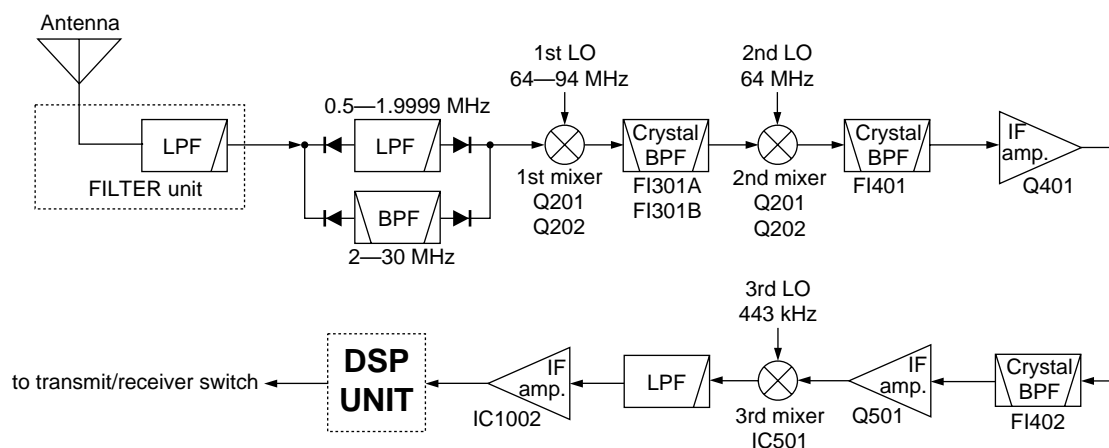 Antenna
LPF
FILTER unit
0.5—1.9999 MHz
LPF
BPF
2—30 MHz
1st LO
64—94 MHz
1st mixer
Q201
Q202
Crystal
BPF
FI301A
FI301B
2nd LO
64 MHz
2nd mixer
Q201
Q202
Crystal
BPF
FI401
IF
amp.
Q401
to transmit/receiver switch
DSP
UNIT
IF
amp.
IC1002
LPF
3rd LO
443 kHz
3rd mixer
IC501
IF
amp.
Q501
Crystal
BPF
FI402